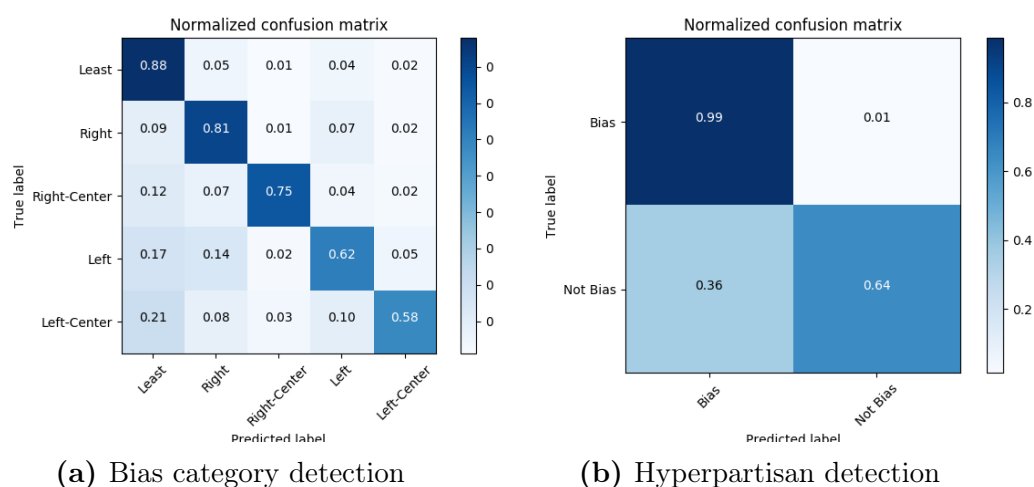 Normalized confusion matrix
Least 0.88 0.05 0.01 0.04 0.02
Right 0.09 0.81 0.01 0.07 0.02
Right-Center 0.12 0.07 0.75 0.04 0.02
Left 0.17 0.14 0.02 0.62 0.05
Left-Center 0.21 0.08 0.03 0.10 0.58
True label
Least Right Right-Center Left Left-Center
Predicted label
0
0
0
0
0
0
0
0
(a) Bias category detection
Normalized confusion matrix
Bias 0.99 0.01
Not Bias 0.36 0.64
True label
Bias Not Bias
Predicted label
0.8
0.6
0.4
0.2
(b) Hyperpartisan detection